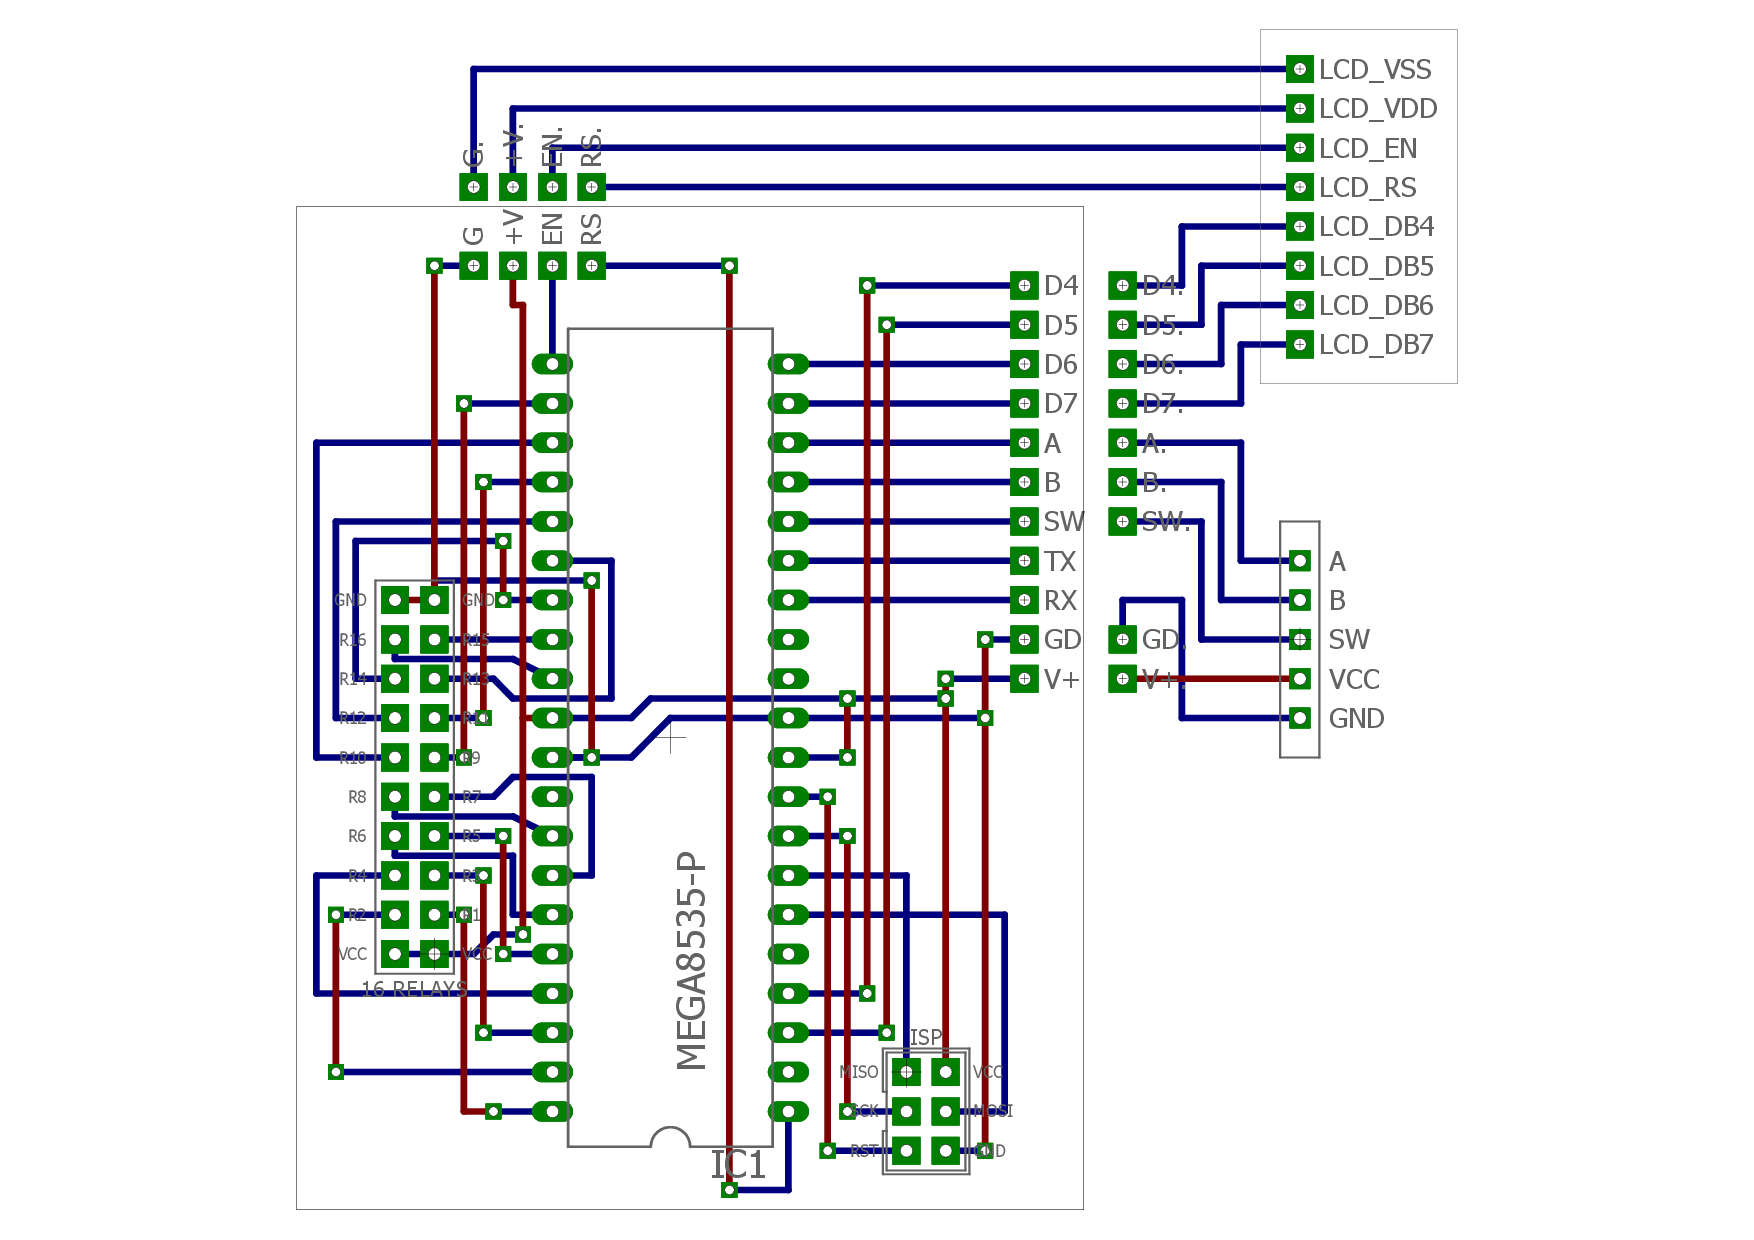 LCD_VSS
LCD_VDD
LCD_EN
LCD_RS
LCD_DB4
LCD_DB5
LCD_DB6
LCD_DB7
G. +V. EN. RS.
G +V EN RS
D4 D4.
D5 D5.
D6 D6.
D7 D7.
A A.
B B.
SW SW.
TX
RX
GD GD.
V+ V+.
A
B
SW
VCC
GND
GND GND
R16 R15
R14 R13
R12 R11
R10 R9
R8 R7
R6 R5
R4 R3
R2 R1
VCC VCC
16 RELAYS
MEGA8535-P
IC1
ISP
MISO VCC
SCK MOSI
RST GND